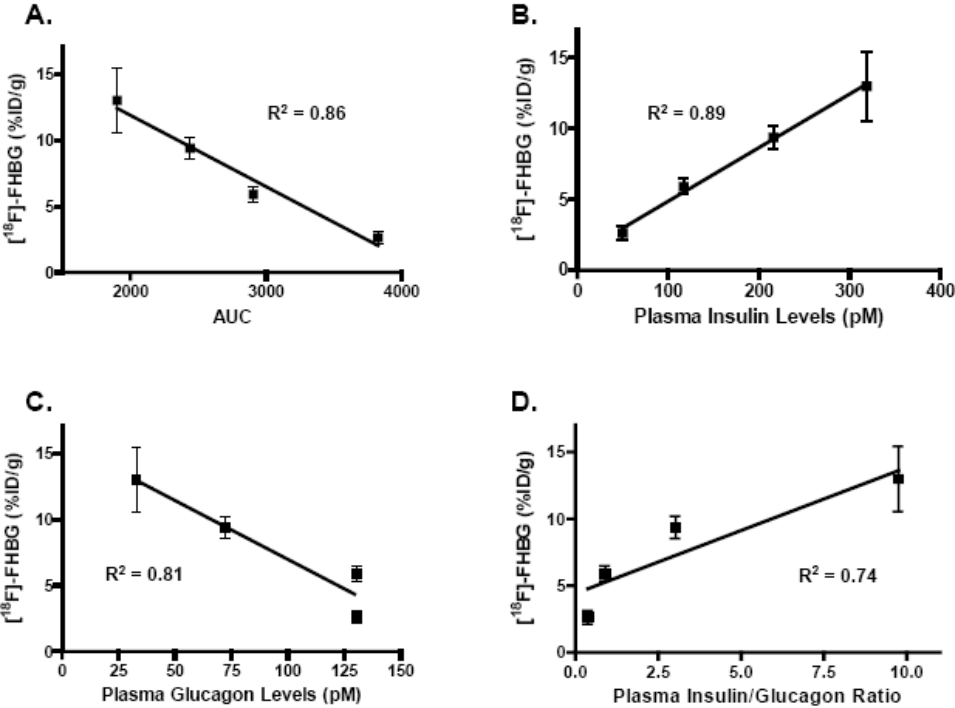 A.
[¹⁸F]-FHBG (%ID/g)
15
10
5
0
R² = 0.86
2000 3000 4000
AUC
B.
[¹⁸F]-FHBG (%ID/g)
15
10
5
0
R² = 0.89
0 100 200 300 400
Plasma Insulin Levels (pM)
C.
[¹⁸F]-FHBG (%ID/g)
15
10
5
0
R² = 0.81
0 25 50 75 100 125 150
Plasma Glucagon Levels (pM)
D.
[¹⁸F]-FHBG (%ID/g)
15
10
5
0
R² = 0.74
0.0 2.5 5.0 7.5 10.0
Plasma Insulin/Glucagon Ratio